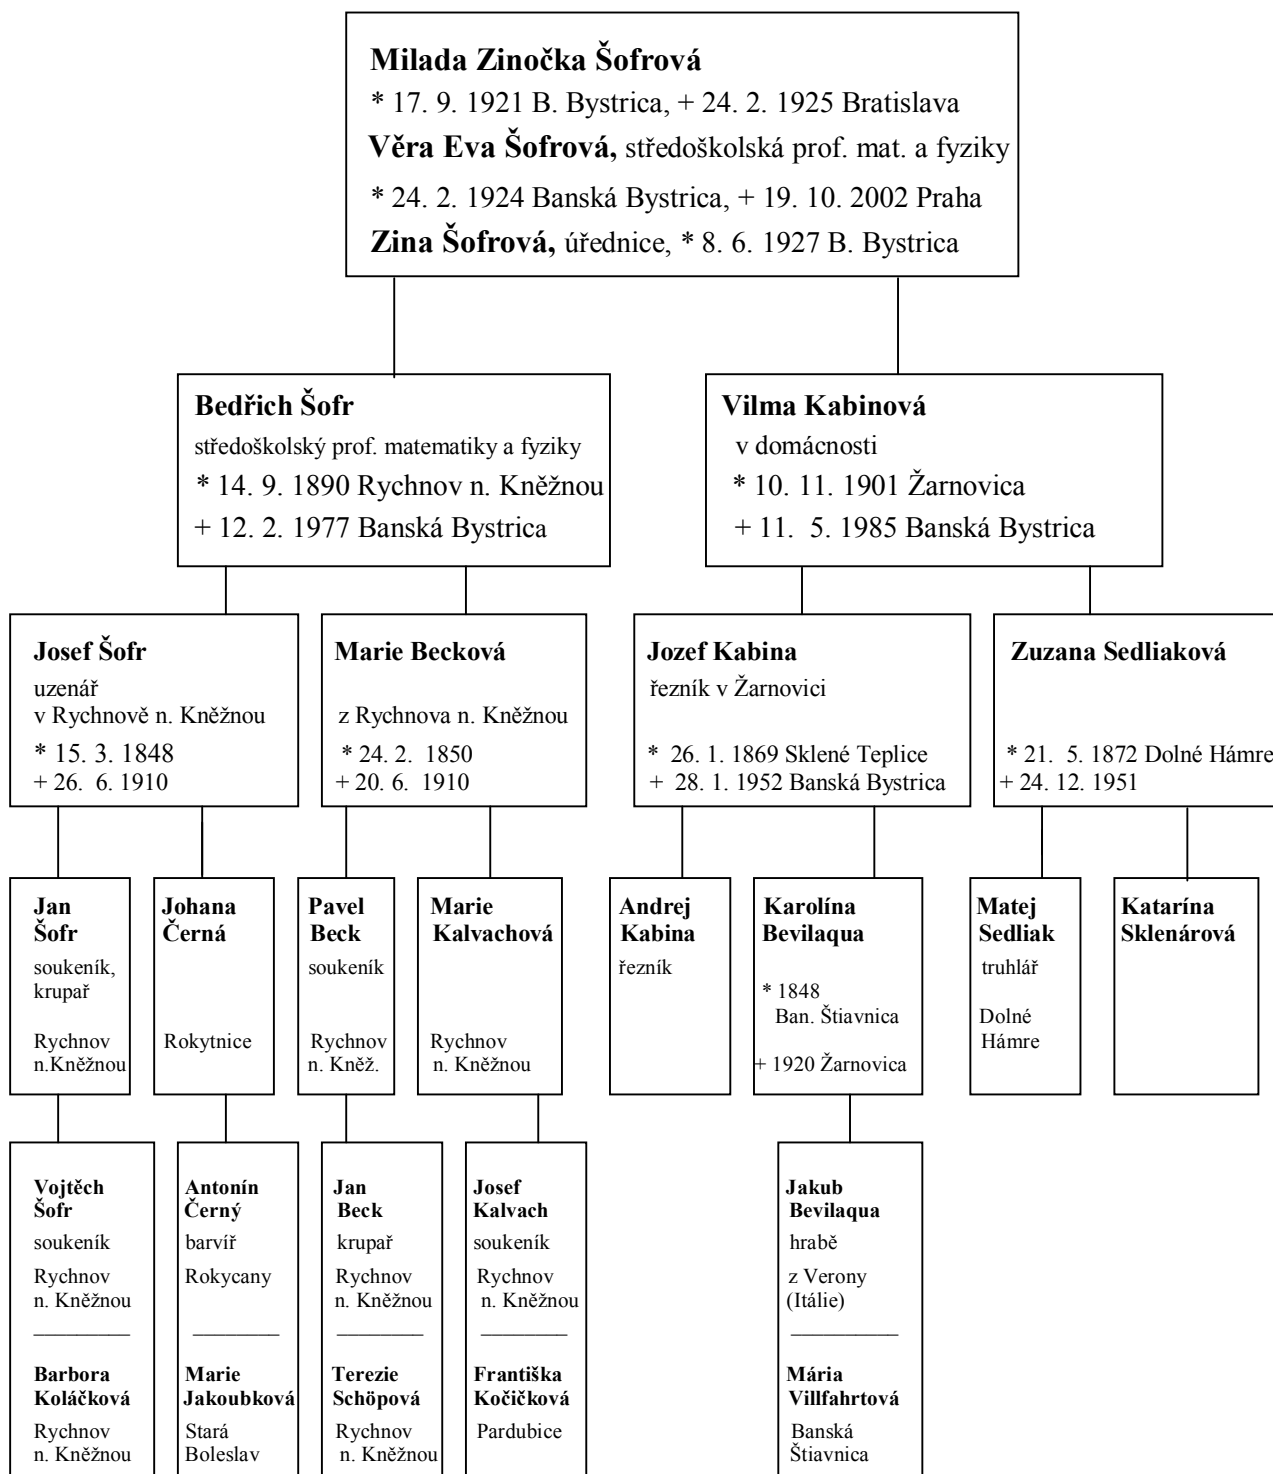 Milada Zinočka Šofrová
* 17. 9. 1921 B. Bystrica, + 24. 2. 1925 Bratislava
Věra Eva Šofrová, středoškolská prof. mat. a fyziky
* 24. 2. 1924 Banská Bystrica, + 19. 10. 2002 Praha
Zina Šofrová, úřednice, * 8. 6. 1927 B. Bystrica
Bedřich Šofr
středoškolský prof. matematiky a fyziky
* 14. 9. 1890 Rychnov n. Kněžnou
+ 12. 2. 1977 Banská Bystrica
Vilma Kabinová
v domácnosti
* 10. 11. 1901 Žarnovica
+ 11. 5. 1985 Banská Bystrica
Josef Šofr
uzenář
v Rychnově n. Kněžnou
* 15. 3. 1848
+ 26. 6. 1910
Marie Becková
z Rychnova n. Kněžnou
* 24. 2. 1850
+ 20. 6. 1910
Jozef Kabina
řezník v Žarnovici
* 26. 1. 1869 Sklené Teplice
+ 28. 1. 1952 Banská Bystrica
Zuzana Sedliaková
* 21. 5. 1872 Dolné Hámre
+ 24. 12. 1951
Jan
Šofr
soukeník,
krupař
Rychnov
n.Kněžnou
Johana
Černá
Rokytnice
Pavel
Beck
soukeník
Rychnov
n. Kněž.
Marie
Kalvachová
Rychnov
n. Kněžnou
Andrej
Kabina
řezník
Karolína
Bevilaqua
* 1848
Ban. Štiavnica
+ 1920 Žarnovica
Matej
Sedliak
truhlář
Dolné
Hámre
Katarína
Sklenárová
Vojtěch
Šofr
soukeník
Rychnov
n. Kněžnou
Barbora
Koláčková
Rychnov
n. Kněžnou
Antonín
Černý
barvíř
Rokycany
Marie
Jakoubková
Stará
Boleslav
Jan
Beck
krupař
Rychnov
n. Kněžnou
Terezie
Schöpová
Rychnov
n. Kněžnou
Josef
Kalvach
soukeník
Rychnov
n. Kněžnou
Františka
Kočičková
Pardubice
Jakub
Bevilaqua
hrabě
z Verony
(Itálie)
Mária
Villfahrtová
Banská
Štiavnica